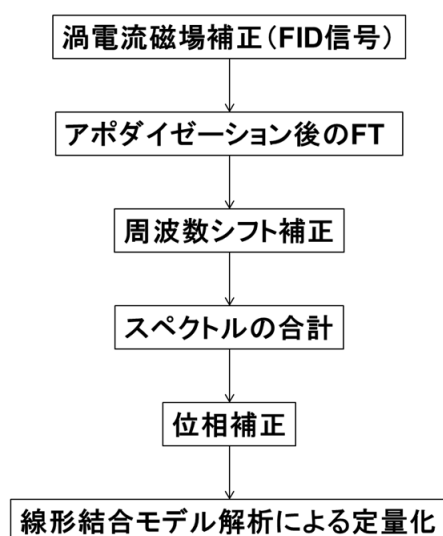 渦電流磁場補正（FID信号）
アポダイゼーション後のFT
周波数シフト補正
スペクトルの合計
位相補正
線形結合モデル解析による定量化